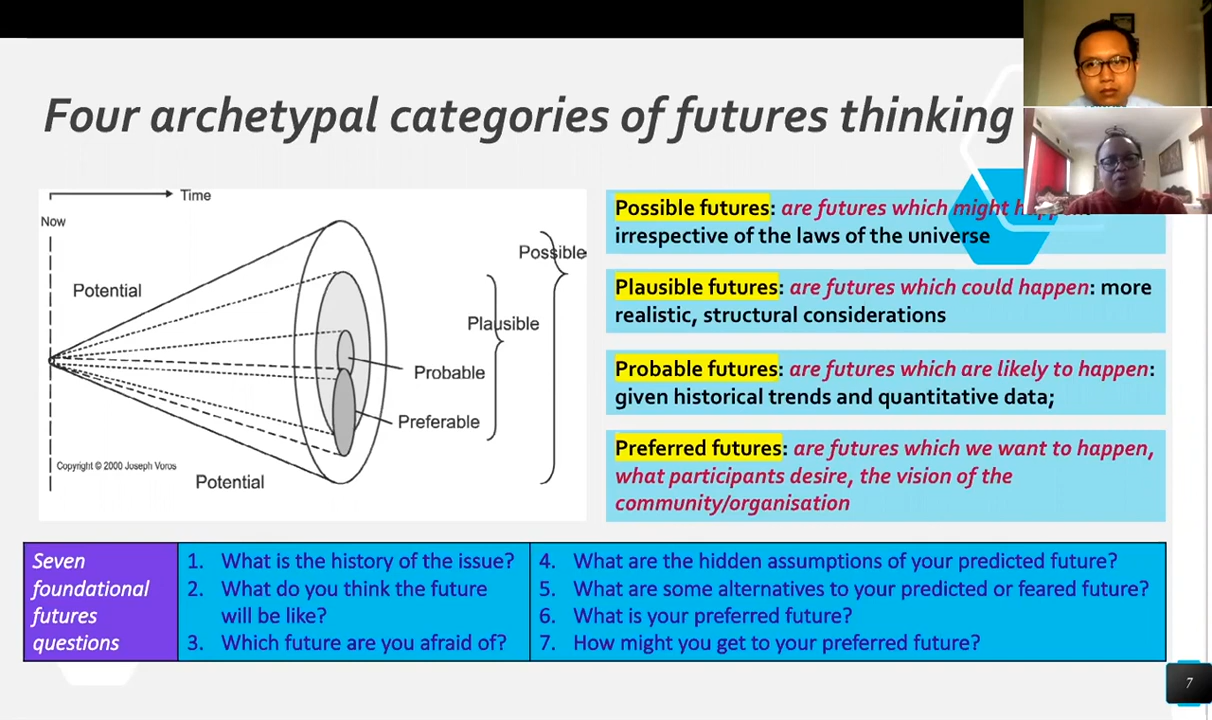 Four archetypal categories of futures thinking
Time
Now
Potential
Possible
Plausible
Probable
Preferable
Copyright © 2000 Joseph Voros
Potential
Possible futures: are futures which might
irrespective of the laws of the universe
Plausible futures: are futures which could happen: more
realistic, structural considerations
Probable futures: are futures which are likely to happen:
given historical trends and quantitative data;
Preferred futures: are futures which we want to happen,
what participants desire, the vision of the
community/organisation
Seven
foundational
futures
questions
1. What is the history of the issue?
2. What do you think the future
will be like?
3. Which future are you afraid of?
4. What are the hidden assumptions of your predicted future?
5. What are some alternatives to your predicted or feared future?
6. What is your preferred future?
7. How might you get to your preferred future?
7